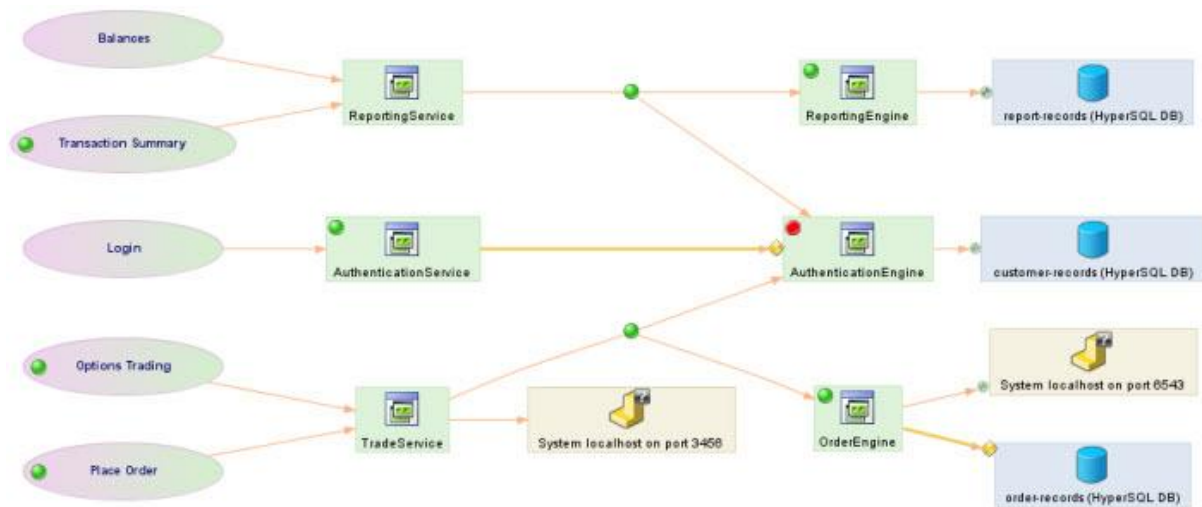 Balances
ReportingService
ReportingEngine
report-records (HyperSQL DB)
Transaction Summary
Login
AuthenticationService
AuthenticationEngine
customer-records (HyperSQL DB)
Options Trading
System localhost on port 6543
TradeService
System localhost on port 3456
OrderEngine
Place Order
order-records (HyperSQL DB)